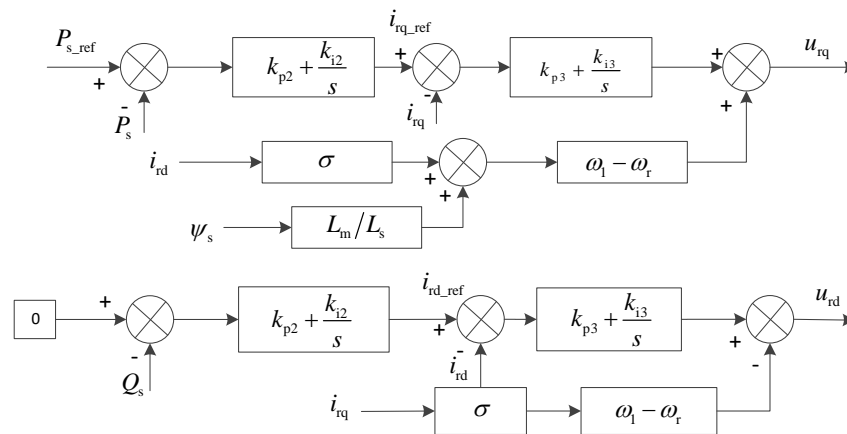 P_s_ref + - P_s
k_p2 + k_i2/s
i_rq_ref + - i_rq
k_p3 + k_i3/s
+ + u_rq
i_rd σ + + ω_1 − ω_r
ψ_s L_m/L_s
0 + - Q_s
k_p2 + k_i2/s
i_rd_ref + - i_rd
k_p3 + k_i3/s
+ - u_rd
i_rq σ ω_1 − ω_r